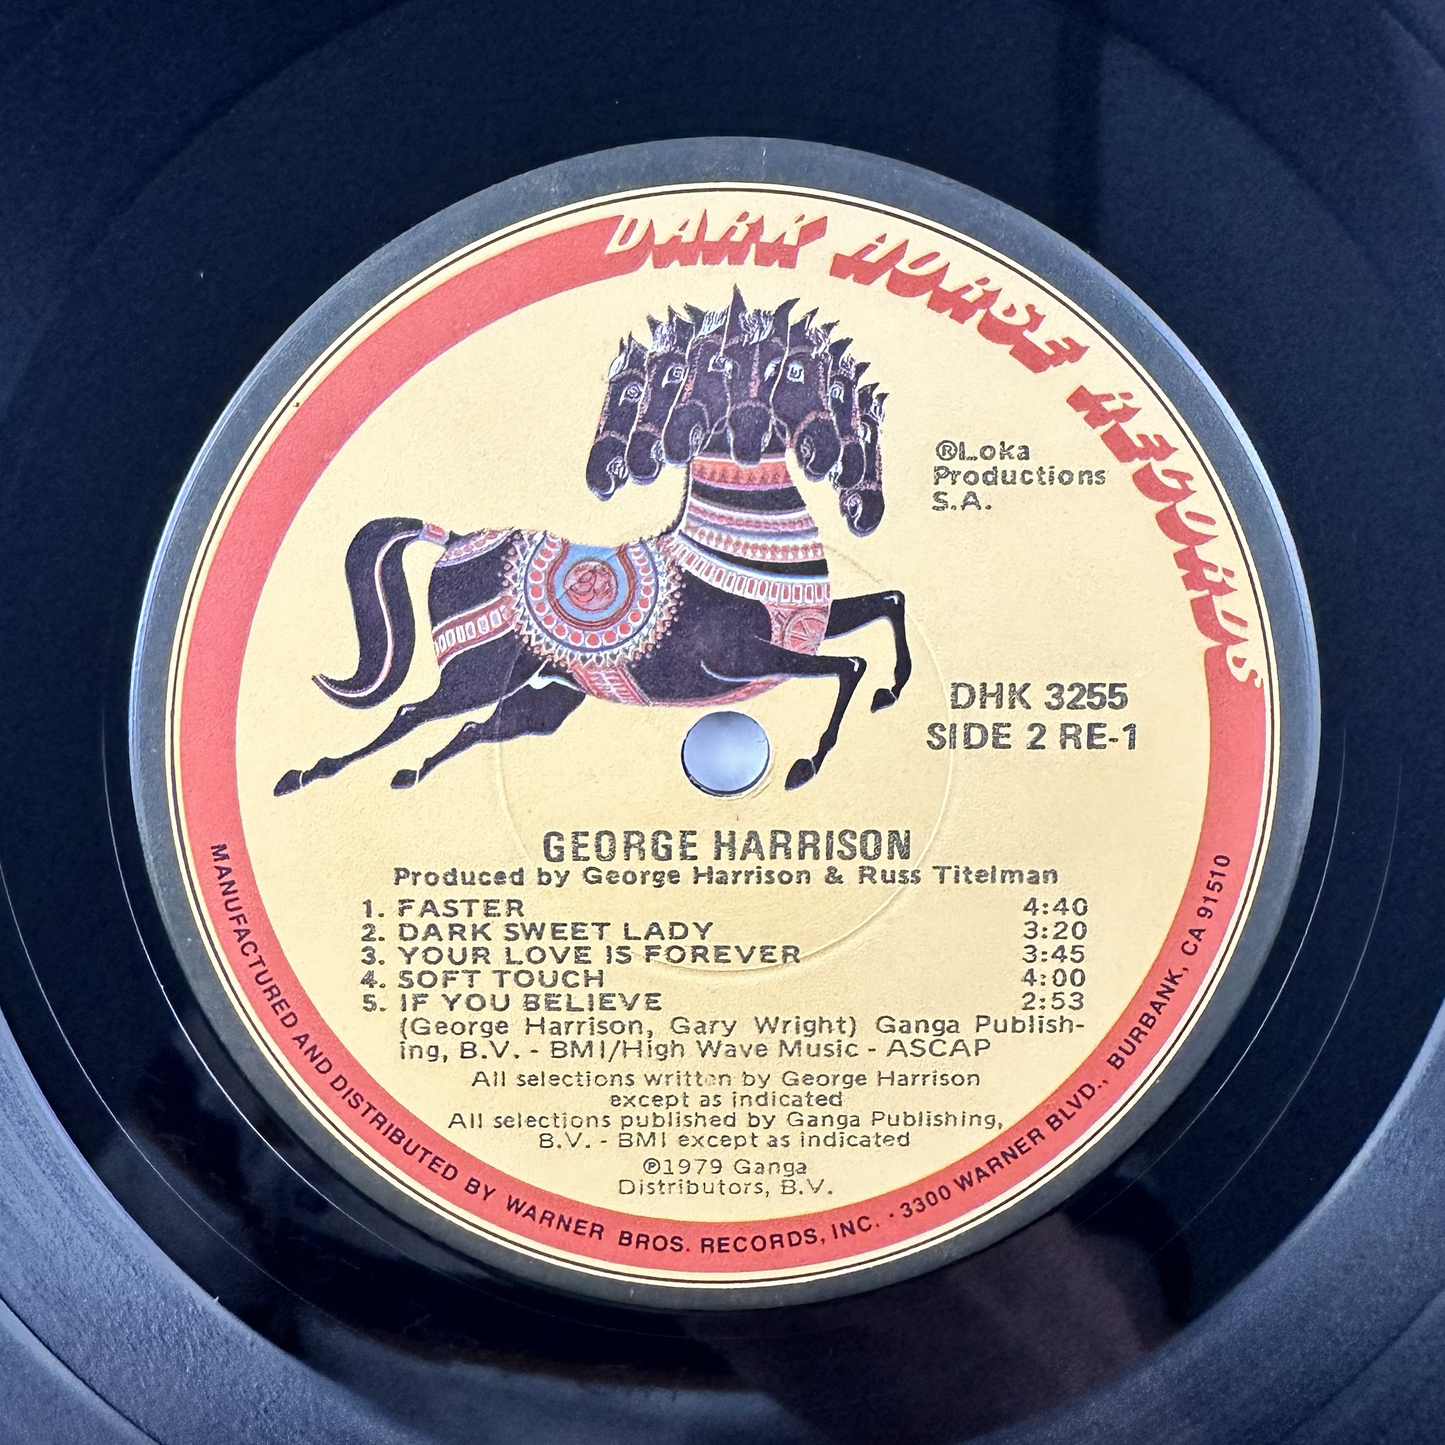 DARK HORSE RECORDS
®Loka
Productions
S.A.
DHK 3255
SIDE 2 RE-1
GEORGE HARRISON
Produced by George Harrison & Russ Titelman
1. FASTER 4:40
2. DARK SWEET LADY 3:20
3. YOUR LOVE IS FOREVER 3:45
4. SOFT TOUCH 4:00
5. IF YOU BELIEVE 2:53
(George Harrison, Gary Wright) Ganga Publish-
ing, B.V. - BMI/High Wave Music - ASCAP
All selections written by George Harrison
except as indicated
All selections published by Ganga Publishing,
B.V. - BMI except as indicated
℗1979 Ganga
Distributors, B.V.
MANUFACTURED AND DISTRIBUTED BY WARNER BROS. RECORDS, INC. · 3300 WARNER BLVD., BURBANK, CA 91510